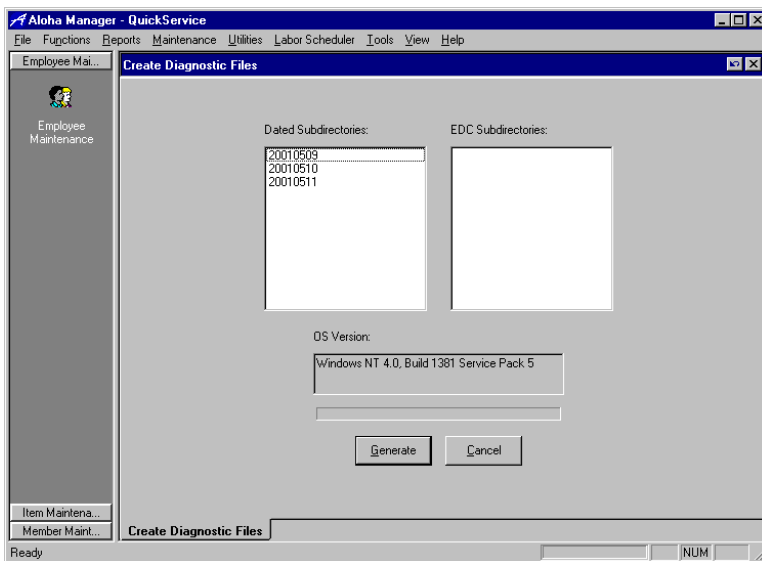 Aloha Manager - QuickService
File Functions Reports Maintenance Utilities Labor Scheduler Tools View Help
Employee Mai...
Create Diagnostic Files
Employee
Maintenance
Dated Subdirectories:
EDC Subdirectories:
20010509
20010510
20010511
OS Version:
Windows NT 4.0, Build 1381 Service Pack 5
Generate
Cancel
Item Maintena...
Member Maint...
Create Diagnostic Files
Ready
NUM